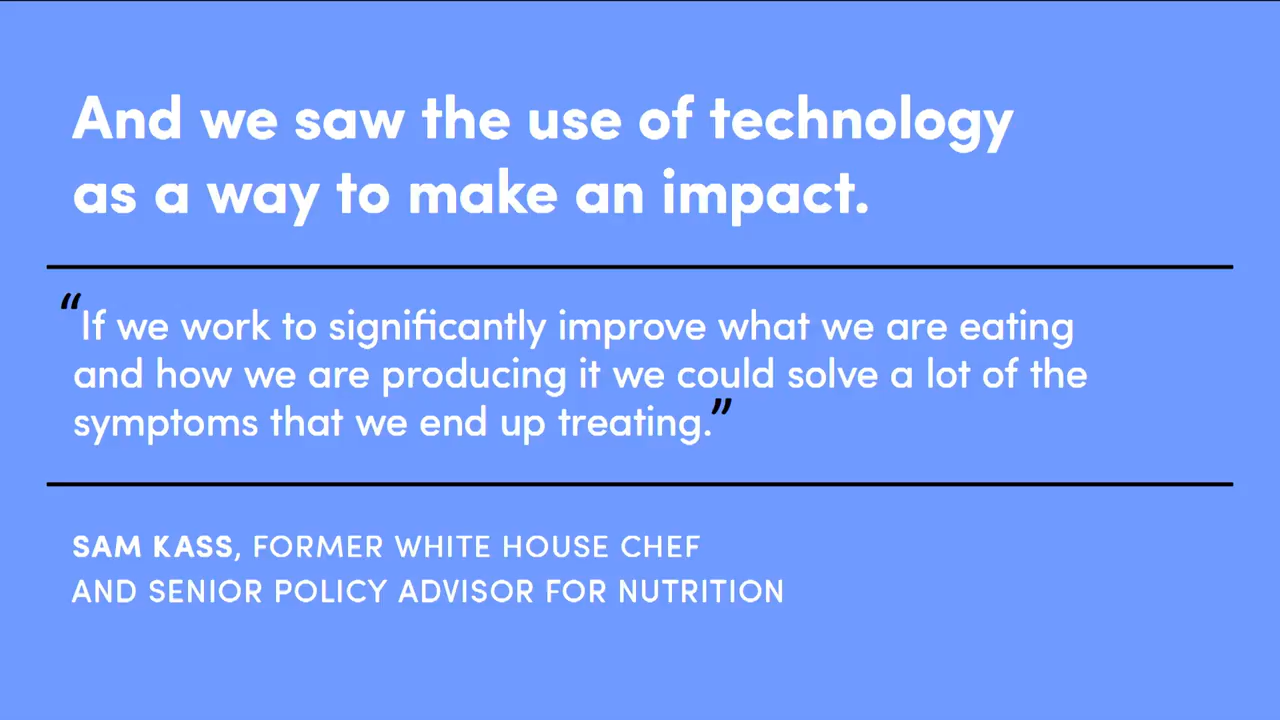 And we saw the use of technology
as a way to make an impact.
“If we work to significantly improve what we are eating
and how we are producing it we could solve a lot of the
symptoms that we end up treating.”
SAM KASS, FORMER WHITE HOUSE CHEF
AND SENIOR POLICY ADVISOR FOR NUTRITION